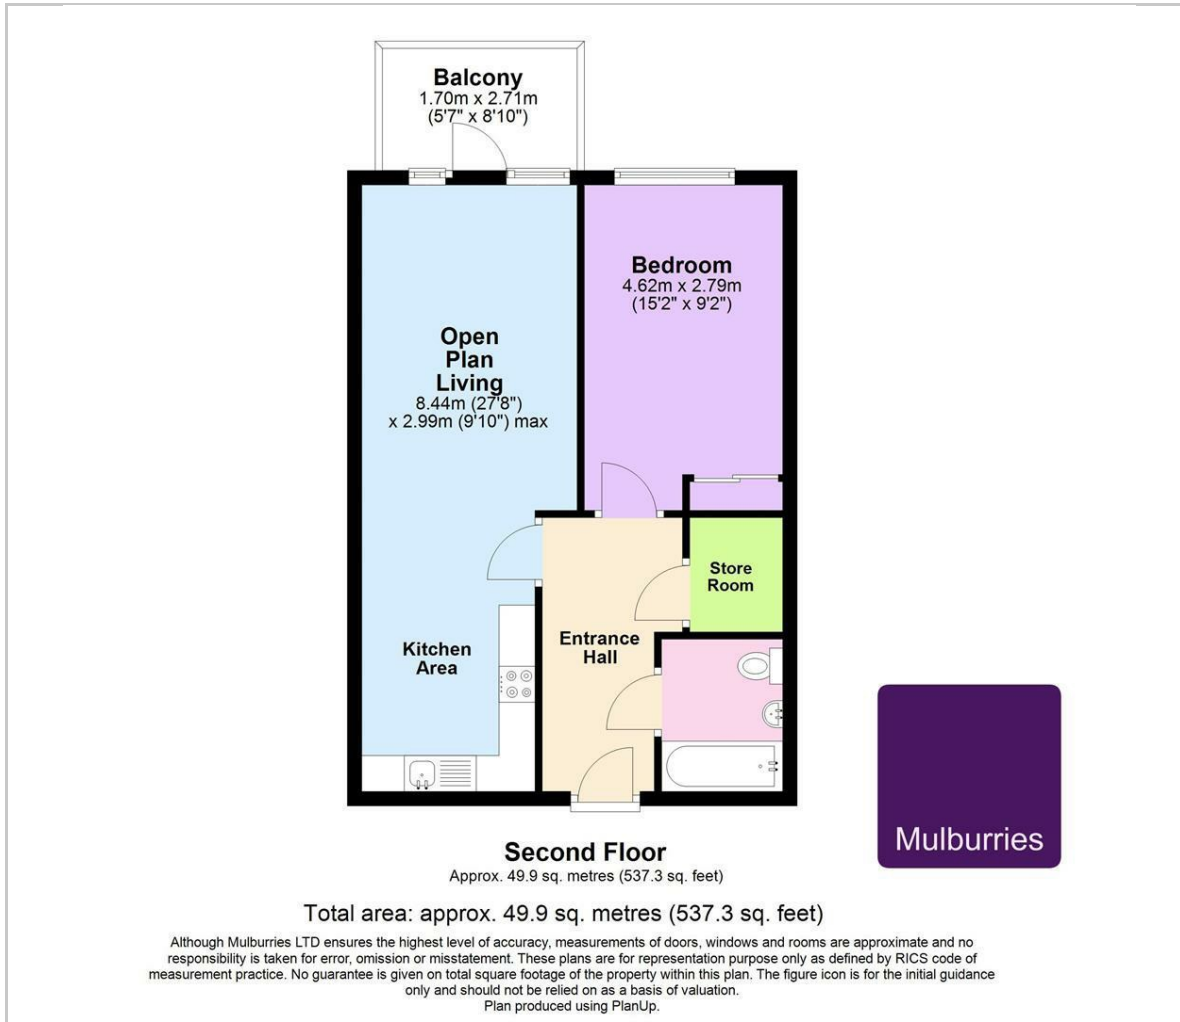 Balcony
1.70m x 2.71m
(5'7" x 8'10")
Bedroom
4.62m x 2.79m
(15'2" x 9'2")
Open
Plan
Living
8.44m (27'8")
x 2.99m (9'10") max
Store
Room
Entrance
Hall
Kitchen
Area
Mulburries
Second Floor
Approx. 49.9 sq. metres (537.3 sq. feet)
Total area: approx. 49.9 sq. metres (537.3 sq. feet)
Although Mulburries LTD ensures the highest level of accuracy, measurements of doors, windows and rooms are approximate and no
responsibility is taken for error, omission or misstatement. These plans are for representation purpose only as defined by RICS code of
measurement practice. No guarantee is given on total square footage of the property within this plan. The figure icon is for the initial guidance
only and should not be relied on as a basis of valuation.
Plan produced using PlanUp.